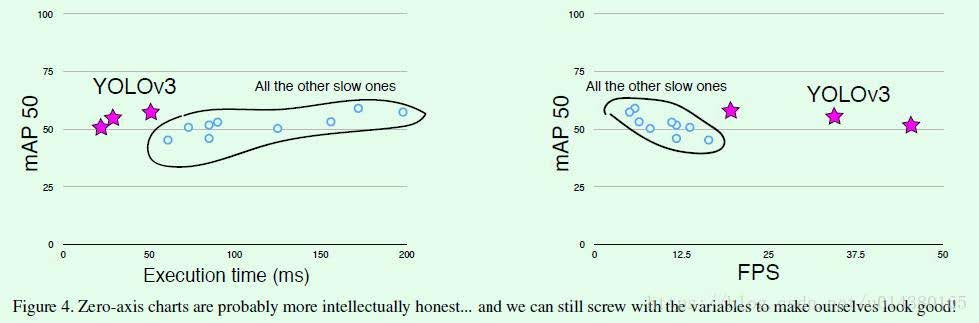 100
75
50
25
0
mAP 50
YOLOv3
All the other slow ones
0 50 100 150 200
Execution time (ms)
100
75
50
25
0
mAP 50
All the other slow ones
YOLOv3
0 12.5 25 37.5 50
FPS
Figure 4. Zero-axis charts are probably more intellectually honest... and we can still screw with the variables to make ourselves look good!